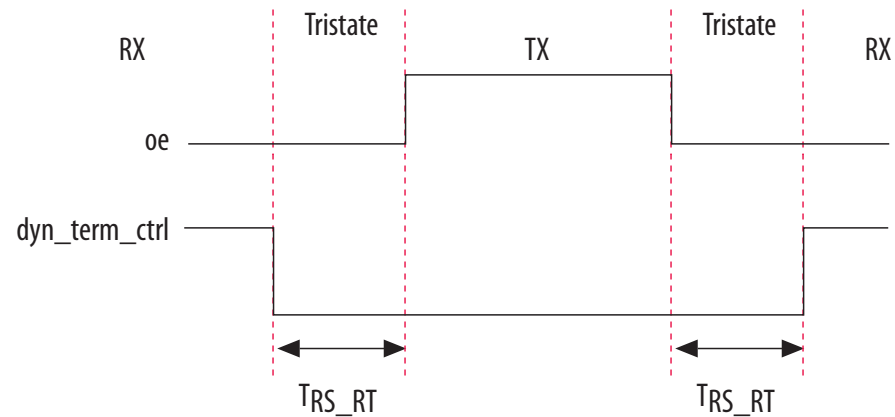 Tristate
Tristate
RX
TX
RX
oe
dyn_term_ctrl
TRS_RT
TRS_RT